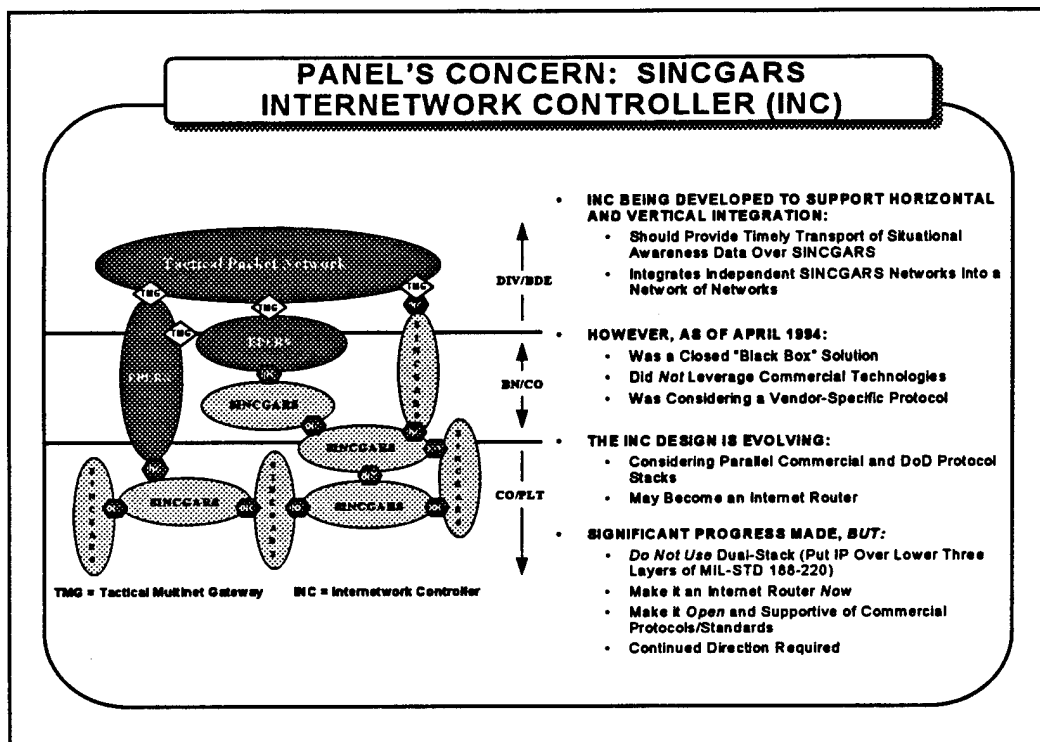 PANEL'S CONCERN: SINCGARS
INTERNETWORK CONTROLLER (INC)
Tactical Packet Network
TMG
TMG
TMG
TMG
EPLRS
SINCGARS
SINCGARS
SINCGARS
SINCGARS
SINCGARS
SINCGARS
SINCGARS
SINCGARS
DIV/BDE
BN/CO
CO/PLT
TMG = Tactical Multinet Gateway
INC = Internetwork Controller
• INC BEING DEVELOPED TO SUPPORT HORIZONTAL
AND VERTICAL INTEGRATION:
• Should Provide Timely Transport of Situational
Awareness Data Over SINCGARS
• Integrates Independent SINCGARS Networks Into a
Network of Networks
• HOWEVER, AS OF APRIL 1994:
• Was a Closed "Black Box" Solution
• Did Not Leverage Commercial Technologies
• Was Considering a Vendor-Specific Protocol
• THE INC DESIGN IS EVOLVING:
• Considering Parallel Commercial and DoD Protocol
Stacks
• May Become an Internet Router
• SIGNIFICANT PROGRESS MADE, BUT:
• Do Not Use Dual-Stack (Put IP Over Lower Three
Layers of MIL-STD 188-220)
• Make it an Internet Router Now
• Make it Open and Supportive of Commercial
Protocols/Standards
• Continued Direction Required